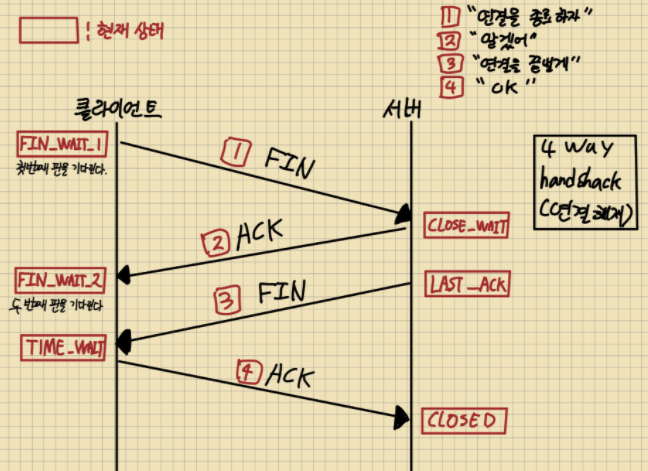 : 현재 상태
1 "연결을 종료하자"
2 "알겠어"
3 "연결을 끊을게"
4 "OK"
클라이언트
서버
FIN_WAIT_1
첫번째 핀을 기다린다.
1 FIN
4 way
handshack
(연결 해제)
CLOSE_WAIT
2 ACK
FIN_WAIT_2
두번째 핀을 기다린다
3 FIN
LAST_ACK
TIME_WAIT
4 ACK
CLOSED